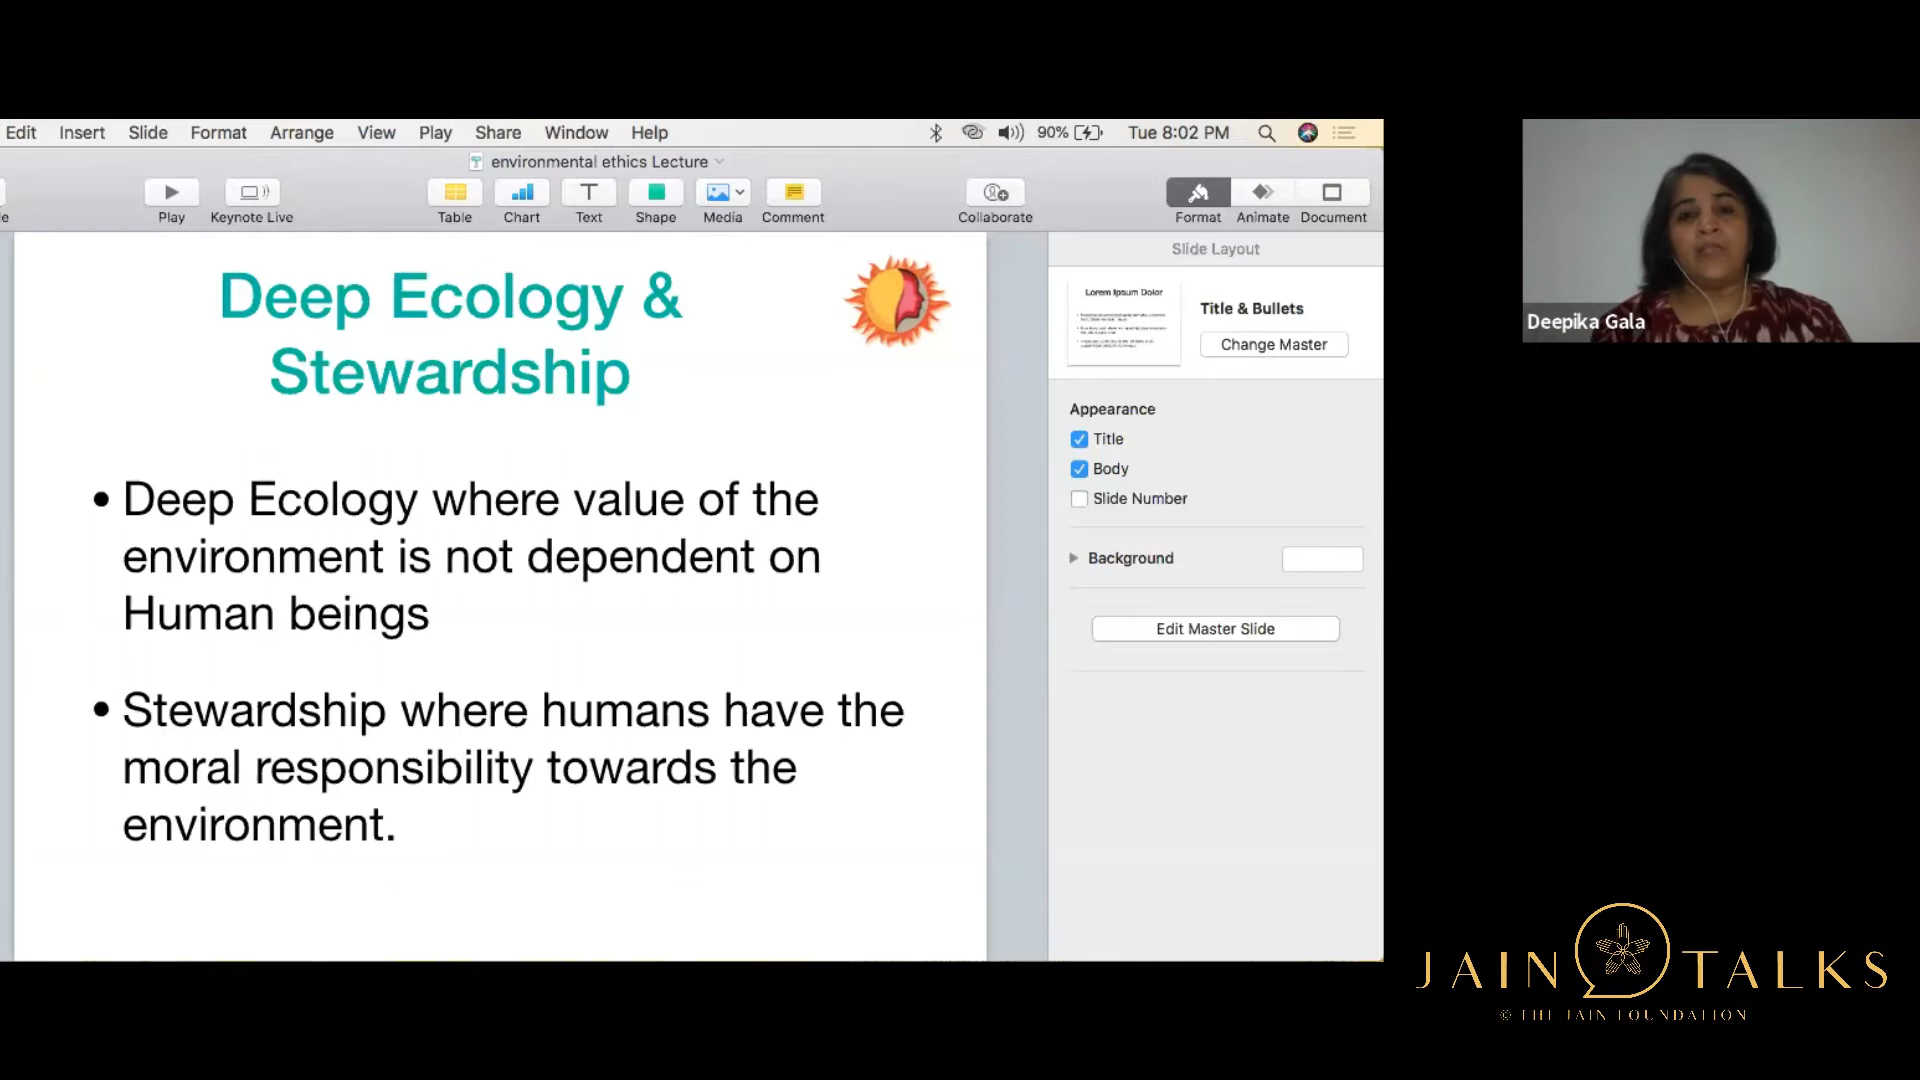 Edit Insert Slide Format Arrange View Play Share Window Help
90% Tue 8:02 PM
environmental ethics Lecture
Play Keynote Live Table Chart Text Shape Media Comment Collaborate Format Animate Document
Deep Ecology &
Stewardship
• Deep Ecology where value of the
environment is not dependent on
Human beings
• Stewardship where humans have the
moral responsibility towards the
environment.
Slide Layout
Lorem Ipsum Dolor
Title & Bullets
Change Master
Appearance
Title
Body
Slide Number
Background
Edit Master Slide
Deepika Gala
JAIN TALKS
© THE JAIN FOUNDATION